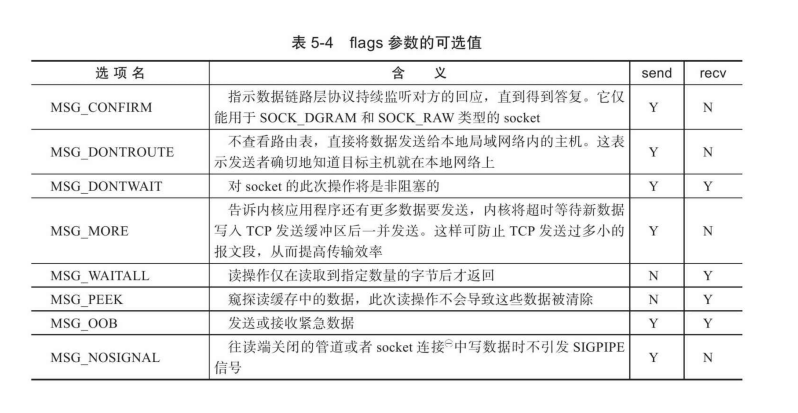 表 5-4 flags 参数的可选值
选 项 名 含 义 send recv
MSG_CONFIRM 指示数据链路层协议持续监听对方的回应，直到得到答复。它仅 Y N
能用于 SOCK_DGRAM 和 SOCK_RAW 类型的 socket
MSG_DONTROUTE 不查看路由表，直接将数据发送给本地局域网络内的主机。这表 Y N
示发送者确切地知道目标主机就在本地网络上
MSG_DONTWAIT 对 socket 的此次操作将是非阻塞的 Y Y
告诉内核应用程序还有更多数据要发送，内核将超时等待新数据
MSG_MORE 写入 TCP 发送缓冲区后一并发送。这样可防止 TCP 发送过多小的 Y N
报文段，从而提高传输效率
MSG_WAITALL 读操作仅在读取到指定数量的字节后才返回 N Y
MSG_PEEK 窥探读缓存中的数据，此次读操作不会导致这些数据被清除 N Y
MSG_OOB 发送或接收紧急数据 Y Y
MSG_NOSIGNAL 往读端关闭的管道或者 socket 连接㊀中写数据时不引发 SIGPIPE Y N
信号